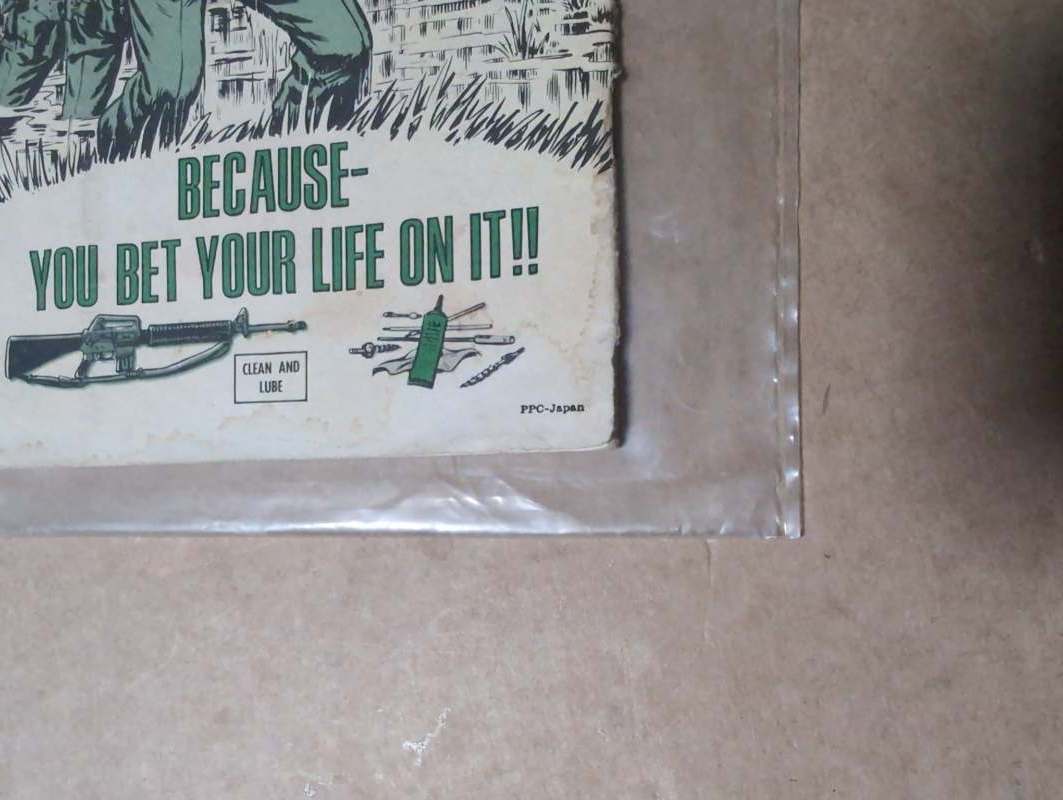 BECAUSE-
YOU BET YOUR LIFE ON IT!!
CLEAN AND
LUBE
PPC-Japan